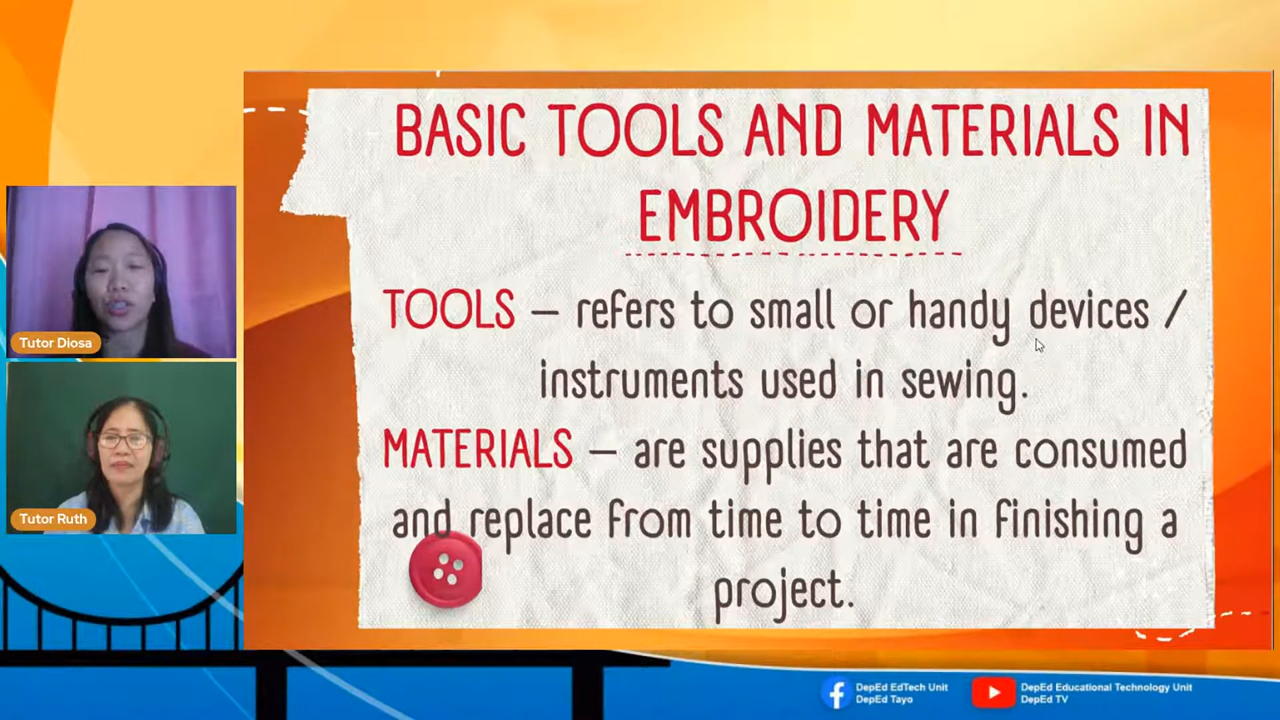 BASIC TOOLS AND MATERIALS IN
EMBROIDERY
TOOLS – refers to small or handy devices /
instruments used in sewing.
MATERIALS – are supplies that are consumed
and replace from time to time in finishing a
project.
Tutor Diosa
Tutor Ruth
DepEd EdTech Unit
DepEd Tayo
DepEd Educational Technology Unit
DepEd TV